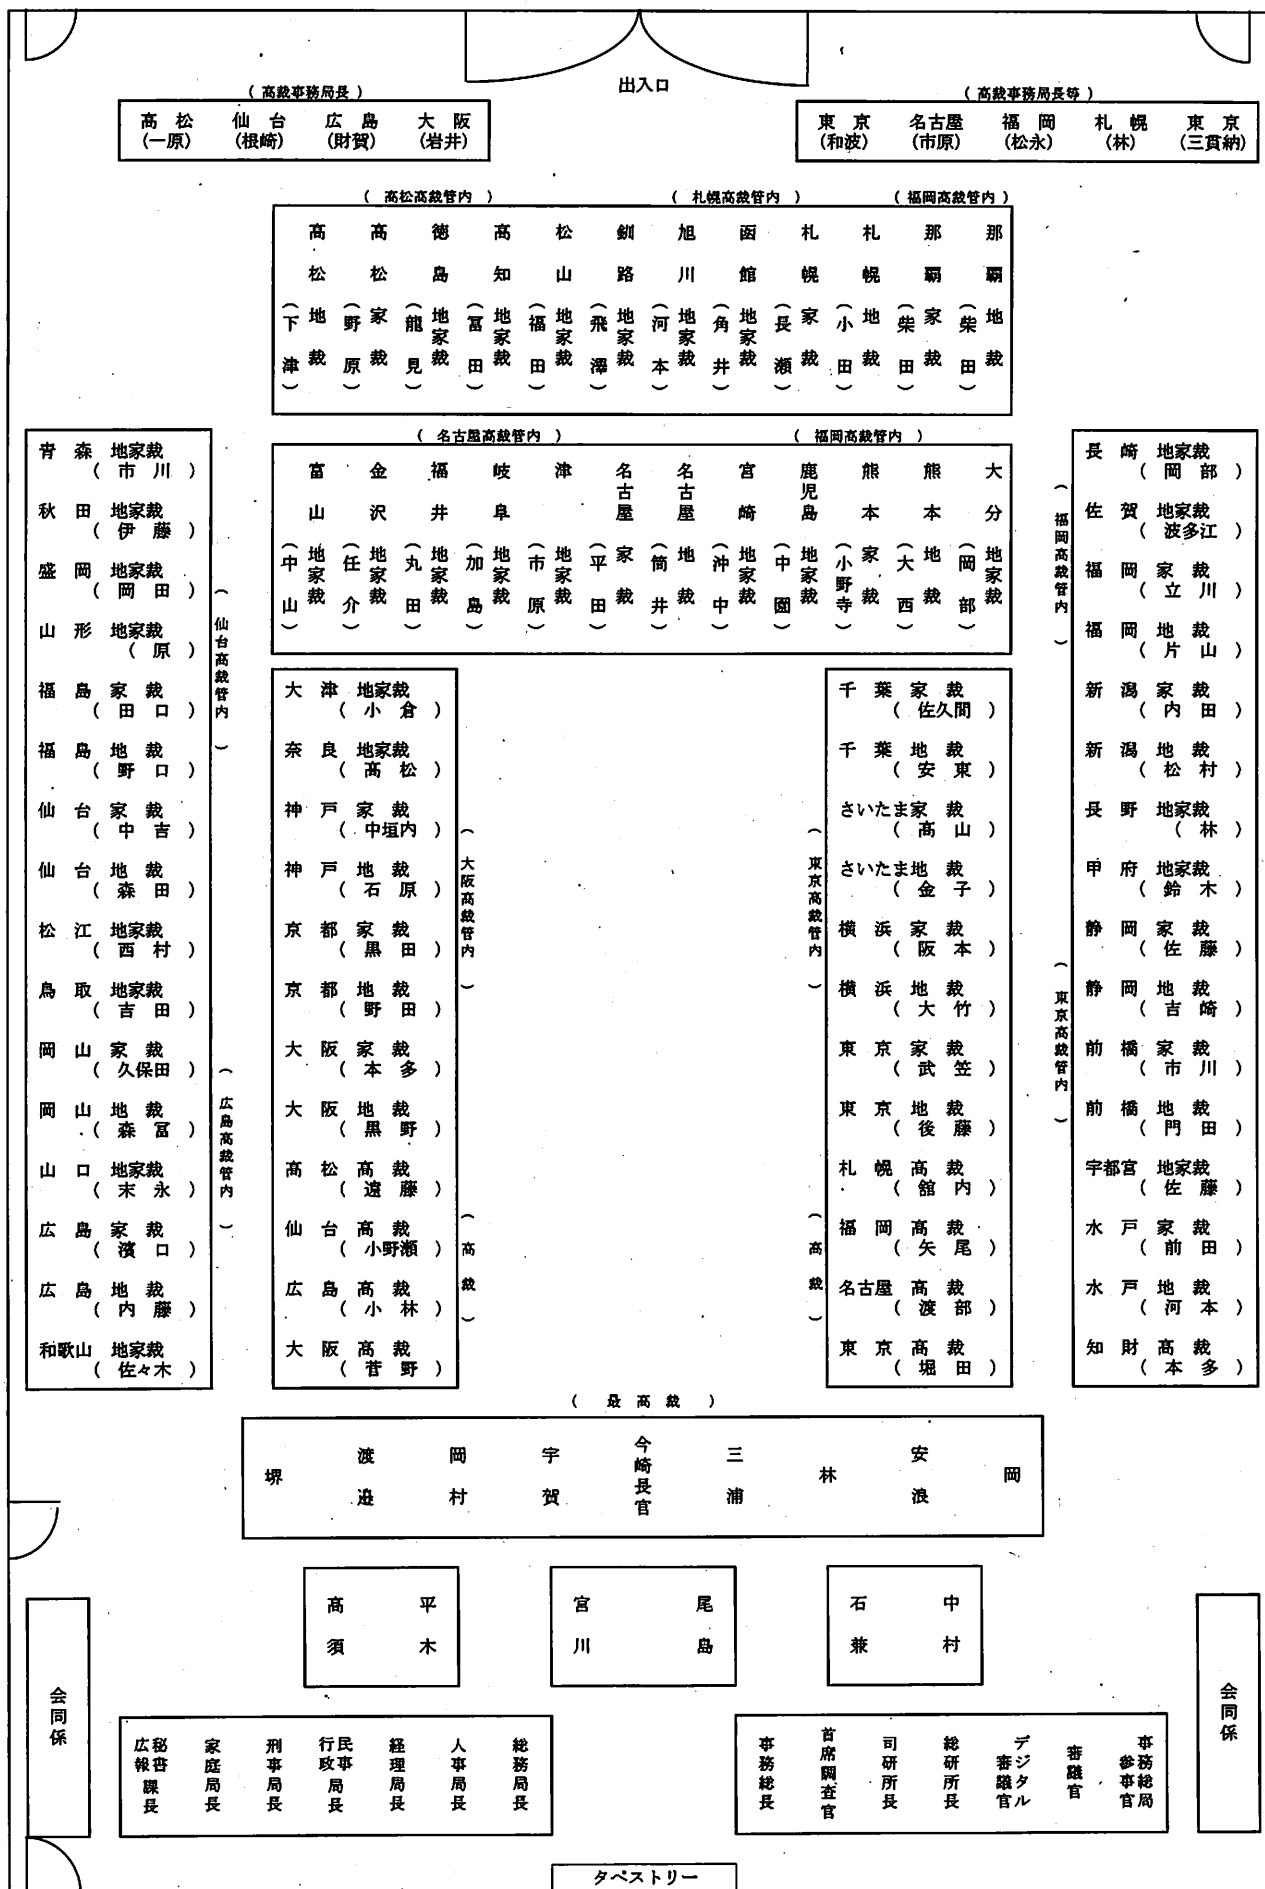 出入口
( 高裁事務局長 )
高松 仙台 広島 大阪
(一原) (根崎) (財賀) (岩井)
( 高裁事務局長等 )
東京 名古屋 福岡 札幌 東京
(和波) (市原) (松永) (林) (三貫納)
( 高松高裁管内 )
( 札幌高裁管内 )
( 福岡高裁管内 )
高松地裁(下津)
高松家裁(野原)
徳島地家裁(龍見)
高知地家裁(冨田)
松山地家裁(福田)
釧路地家裁(飛澤)
旭川地家裁(河本)
函館地家裁(角井)
札幌家裁(長瀬)
札幌地裁(小田)
那覇家裁(柴田)
那覇地裁(柴田)
( 名古屋高裁管内 )
( 福岡高裁管内 )
富山地家裁(中山)
金沢地家裁(任介)
福井地家裁(丸田)
岐阜地家裁(加島)
津地家裁(市原)
名古屋家裁(平田)
名古屋地裁(筒井)
宮崎地家裁(沖中)
鹿児島地家裁(中園)
熊本家裁(小野寺)
熊本地裁(大西)
大分地家裁(岡部)
青森地家裁
( 市川 )
秋田地家裁
( 伊藤 )
盛岡地家裁
( 岡田 )
山形地家裁
( 原 )
福島家裁
( 田口 )
福島地裁
( 野口 )
仙台家裁
( 中吉 )
仙台地裁
( 森田 )
松江地家裁
( 西村 )
鳥取地家裁
( 吉田 )
岡山家裁
( 久保田 )
岡山地裁
( 森冨 )
山口地家裁
( 末永 )
広島家裁
( 濱口 )
広島地裁
( 内藤 )
和歌山地家裁
( 佐々木 )
( 仙台高裁管内 )
( 広島高裁管内 )
大津地家裁
( 小倉 )
奈良地家裁
( 高松 )
神戸家裁
( 中垣内 )
神戸地裁
( 石原 )
京都家裁
( 黒田 )
京都地裁
( 野田 )
大阪家裁
( 本多 )
大阪地裁
( 黒野 )
高松高裁
( 遠藤 )
仙台高裁
( 小野瀬 )
広島高裁
( 小林 )
大阪高裁
( 菅野 )
( 大阪高裁管内 )
( 高裁 )
( 東京高裁管内 )
( 高裁 )
千葉家裁
( 佐久間 )
千葉地裁
( 安東 )
さいたま家裁
( 髙山 )
さいたま地裁
( 金子 )
横浜家裁
( 阪本 )
横浜地裁
( 大竹 )
東京家裁
( 武笠 )
東京地裁
( 後藤 )
札幌高裁
( 舘内 )
福岡高裁
( 矢尾 )
名古屋高裁
( 渡部 )
東京高裁
( 堀田 )
( 福岡高裁管内 )
( 東京高裁管内 )
長崎地家裁
( 岡部 )
佐賀地家裁
( 波多江 )
福岡家裁
( 立川 )
福岡地裁
( 片山 )
新潟家裁
( 内田 )
新潟地裁
( 松村 )
長野地家裁
( 林 )
甲府地家裁
( 鈴木 )
静岡家裁
( 佐藤 )
静岡地裁
( 吉崎 )
前橋家裁
( 市川 )
前橋地裁
( 門田 )
宇都宮地家裁
( 佐藤 )
水戸家裁
( 前田 )
水戸地裁
( 河本 )
知財高裁
( 本多 )
( 最高裁 )
堺
渡邉
岡村
宇賀
今崎長官
三浦
林
安浪
岡
高須
平木
宮川
尾島
石兼
中村
会同係
会同係
秘書広報課長
家庭局長
刑事局長
民事行政局長
経理局長
人事局長
総務局長
事務総長
首席調査官
司研所長
総研所長
デジタル審議官
審議官
事務総局参事官
タペストリー